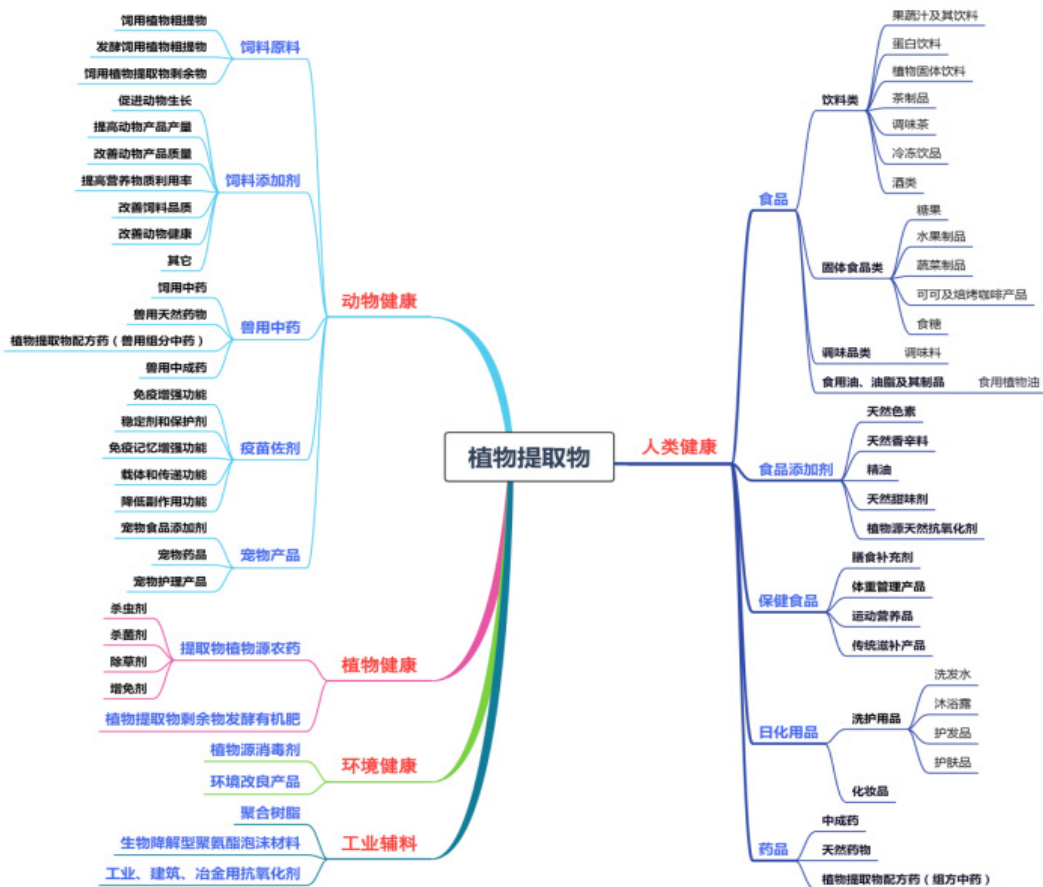 植物提取物
动物健康
饲料原料
饲用植物粗提物
发酵饲用植物粗提物
饲用植物提取物剩余物
饲料添加剂
促进动物生长
提高动物产品产量
改善动物产品质量
提高营养物质利用率
改善饲料品质
改善动物健康
其它
兽用中药
饲用中药
兽用天然药物
植物提取物配方药（兽用组分中药）
兽用中成药
疫苗佐剂
免疫增强功能
稳定剂和保护剂
免疫记忆增强功能
载体和传递功能
降低副作用功能
宠物产品
宠物食品添加剂
宠物药品
宠物护理产品
植物健康
提取物植物源农药
杀虫剂
杀菌剂
除草剂
增免剂
植物提取物剩余物发酵有机肥
环境健康
植物源消毒剂
环境改良产品
工业辅料
聚合树脂
生物降解型聚氨酯泡沫材料
工业、建筑、冶金用抗氧化剂
人类健康
食品
饮料类
果蔬汁及其饮料
蛋白饮料
植物固体饮料
茶制品
调味茶
冷冻饮品
酒类
固体食品类
糖果
水果制品
蔬菜制品
可可及焙烤咖啡产品
食糖
调味品类
调味料
食用油、油脂及其制品
食用植物油
食品添加剂
天然色素
天然香辛料
精油
天然甜味剂
植物源天然抗氧化剂
保健食品
膳食补充剂
体重管理产品
运动营养品
传统滋补产品
日化用品
洗护用品
洗发水
沐浴露
护发品
护肤品
化妆品
药品
中成药
天然药物
植物提取物配方药（组方中药）